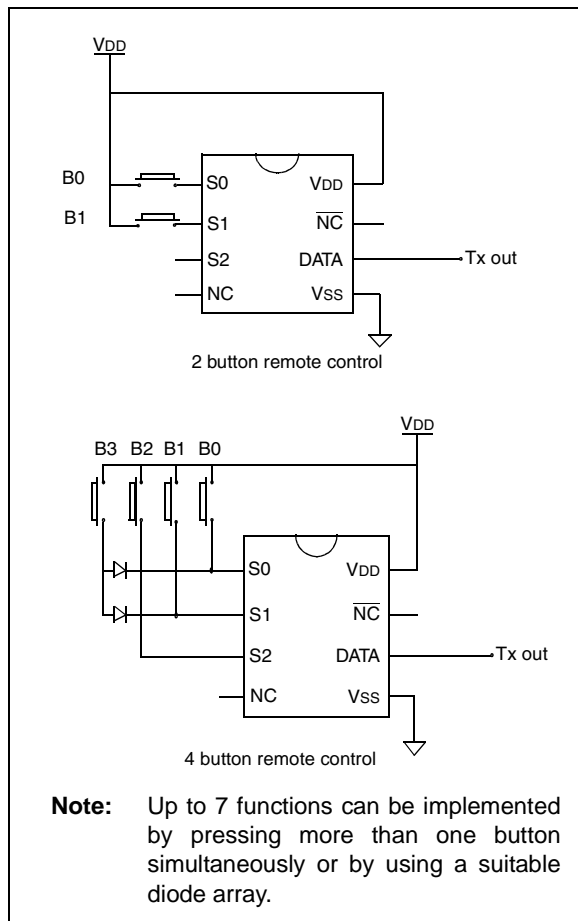 VDD
B0
B1
S0
S1
S2
NC
VDD
NC
DATA
VSS
Tx out
2 button remote control
B3 B2 B1 B0
VDD
S0
S1
S2
NC
VDD
NC
DATA
VSS
Tx out
4 button remote control
Note: Up to 7 functions can be implemented
by pressing more than one button
simultaneously or by using a suitable
diode array.